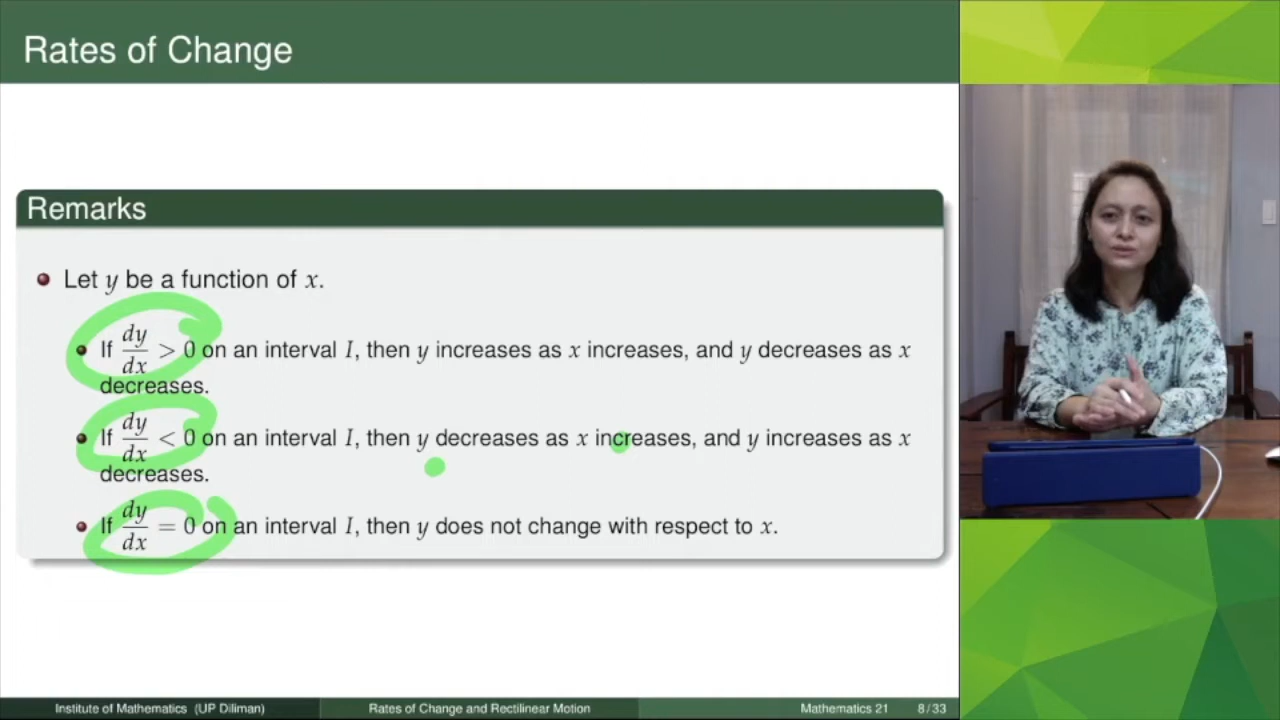 Rates of Change
Remarks
Let y be a function of x.
If dy/dx > 0 on an interval I, then y increases as x increases, and y decreases as x
decreases.
If dy/dx < 0 on an interval I, then y decreases as x increases, and y increases as x
decreases.
If dy/dx = 0 on an interval I, then y does not change with respect to x.
Institute of Mathematics (UP Diliman) Rates of Change and Rectilinear Motion Mathematics 21 8/33